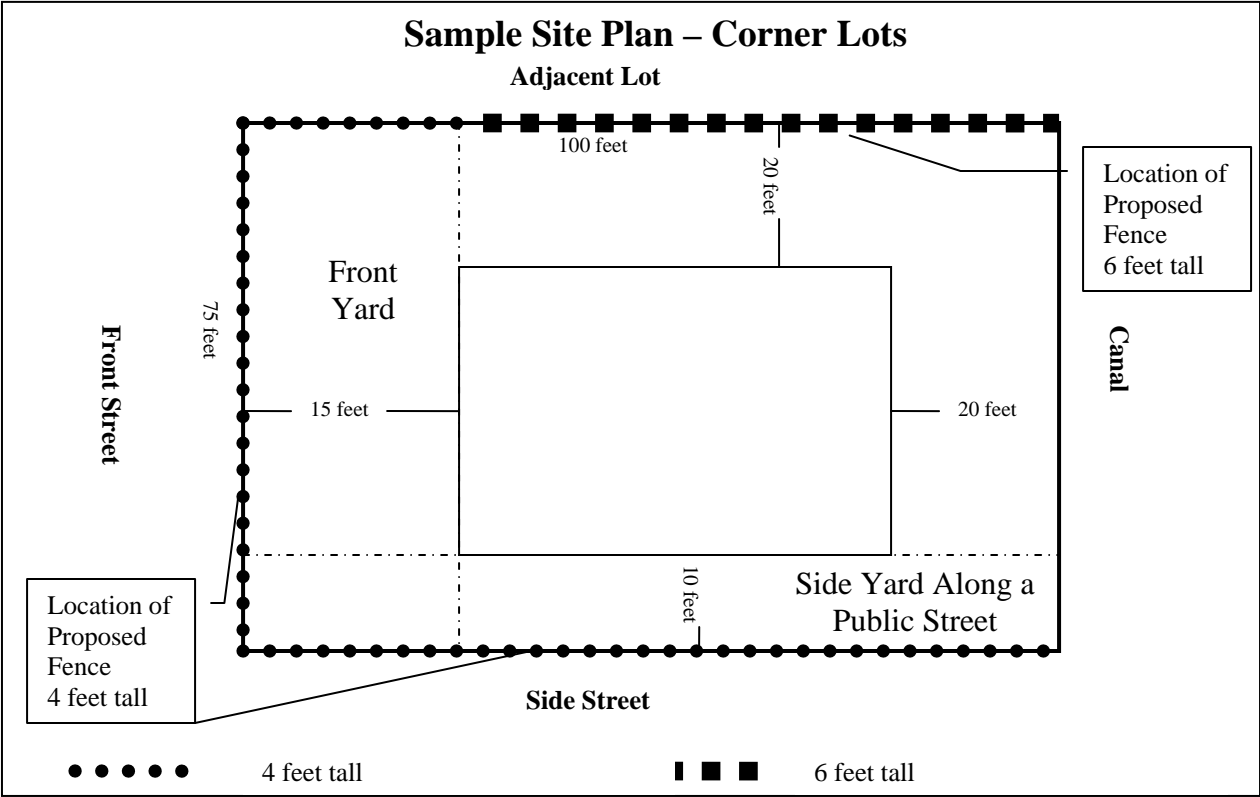 Sample Site Plan – Corner Lots
Adjacent Lot
100 feet
20 feet
Location of
Proposed
Fence
6 feet tall
Front
Yard
75 feet
Front Street
15 feet
20 feet
Canal
Location of
Proposed
Fence
4 feet tall
10 feet
Side Yard Along a
Public Street
Side Street
4 feet tall
6 feet tall